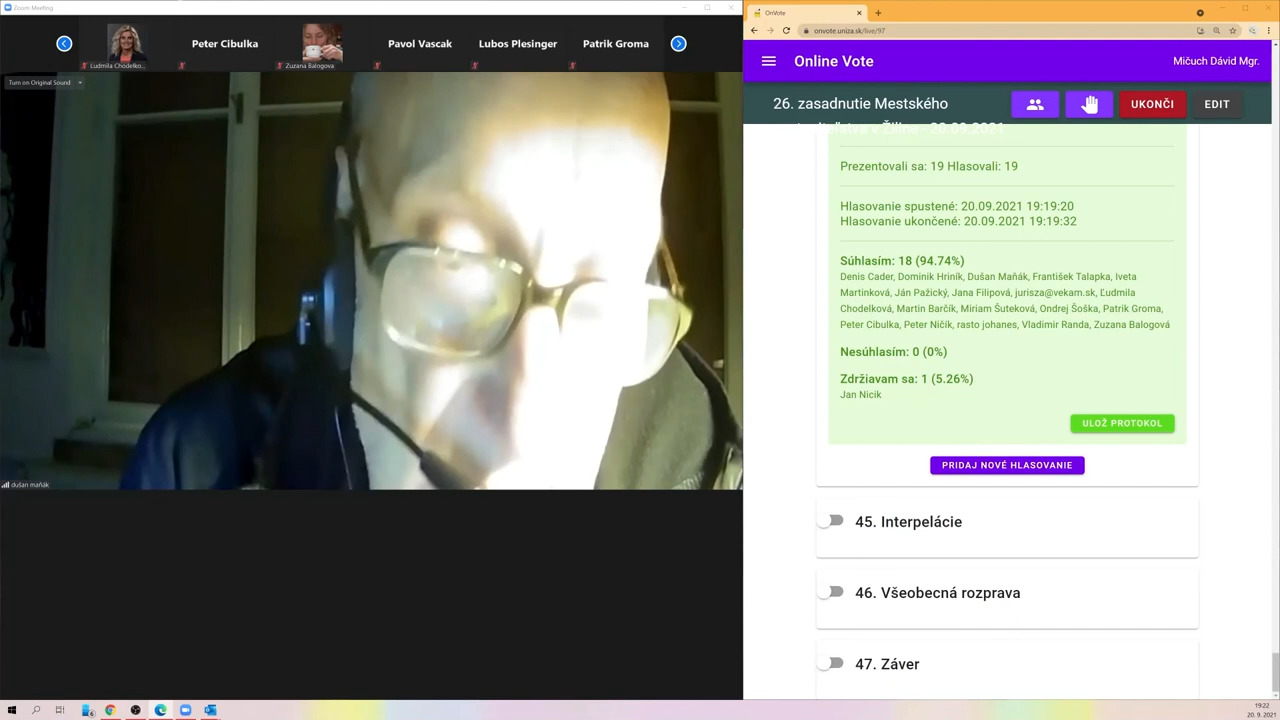 Zoom Meeting
Ľudmila Chodelko...
Peter Cibulka
Zuzana Balogova
Pavol Vascak
Lubos Plesinger
Patrik Groma
Turn on Original Sound
dušan maňák
OnVote
onvote.uniza.sk/live/97
Online Vote
Mičuch Dávid Mgr.
26. zasadnutie Mestského
v Žiline - 20.09.2021
UKONČI
EDIT
Prezentovali sa: 19 Hlasovali: 19
Hlasovanie spustené: 20.09.2021 19:19:20
Hlasovanie ukončené: 20.09.2021 19:19:32
Súhlasím: 18 (94.74%)
Denis Cader, Dominik Hriník, Dušan Maňák, František Talapka, Iveta
Martinková, Ján Pažický, Jana Filipová, jurisza@vekam.sk, Ľudmila
Chodelková, Martin Barčík, Miriam Šuteková, Ondrej Šoška, Patrik Groma,
Peter Cibulka, Peter Ničík, rasto johanes, Vladimir Randa, Zuzana Balogová
Nesúhlasím: 0 (0%)
Zdržiavam sa: 1 (5.26%)
Jan Nicik
ULOŽ PROTOKOL
PRIDAJ NOVÉ HLASOVANIE
45. Interpelácie
46. Všeobecná rozprava
47. Záver
19:22
20. 9. 2021